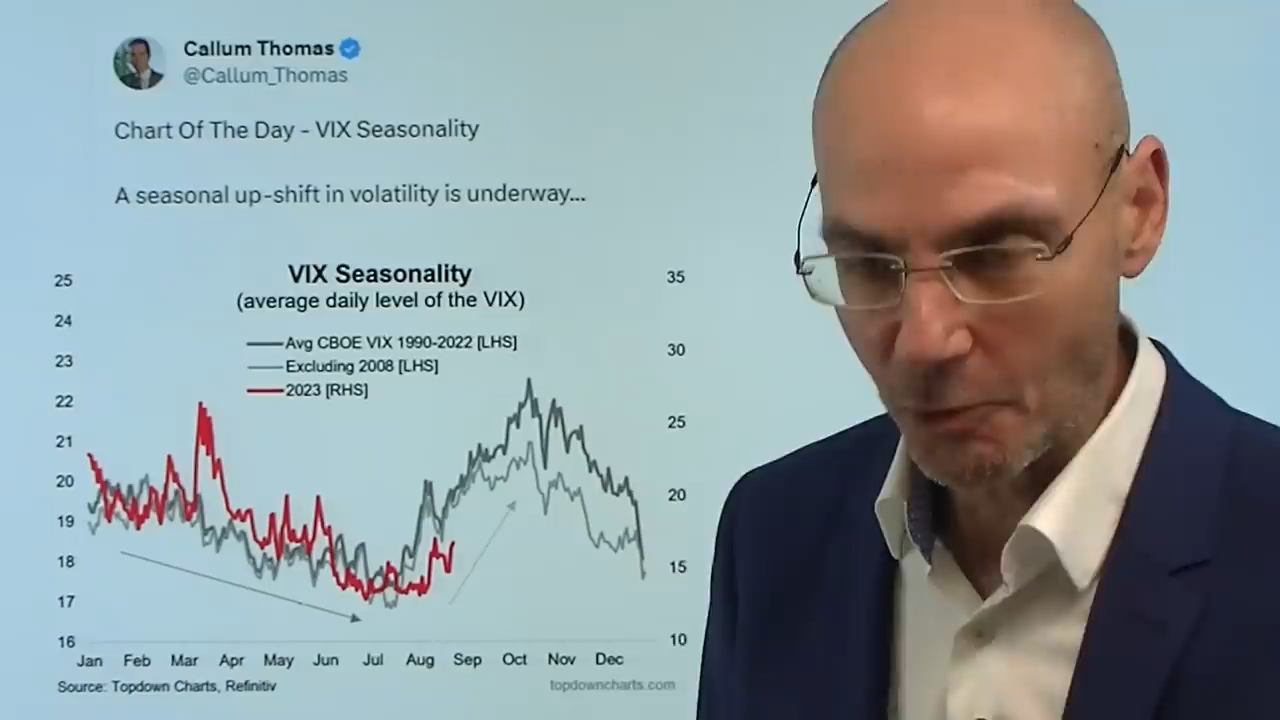 Callum Thomas
@Callum_Thomas
Chart Of The Day - VIX Seasonality
A seasonal up-shift in volatility is underway...
VIX Seasonality
(average daily level of the VIX)
Avg CBOE VIX 1990-2022 [LHS]
Excluding 2008 [LHS]
2023 [RHS]
25
24
23
22
21
20
19
18
17
16
35
30
25
20
15
10
Jan Feb Mar Apr May Jun Jul Aug Sep Oct Nov Dec
Source: Topdown Charts, Refinitiv
topdowncharts.com